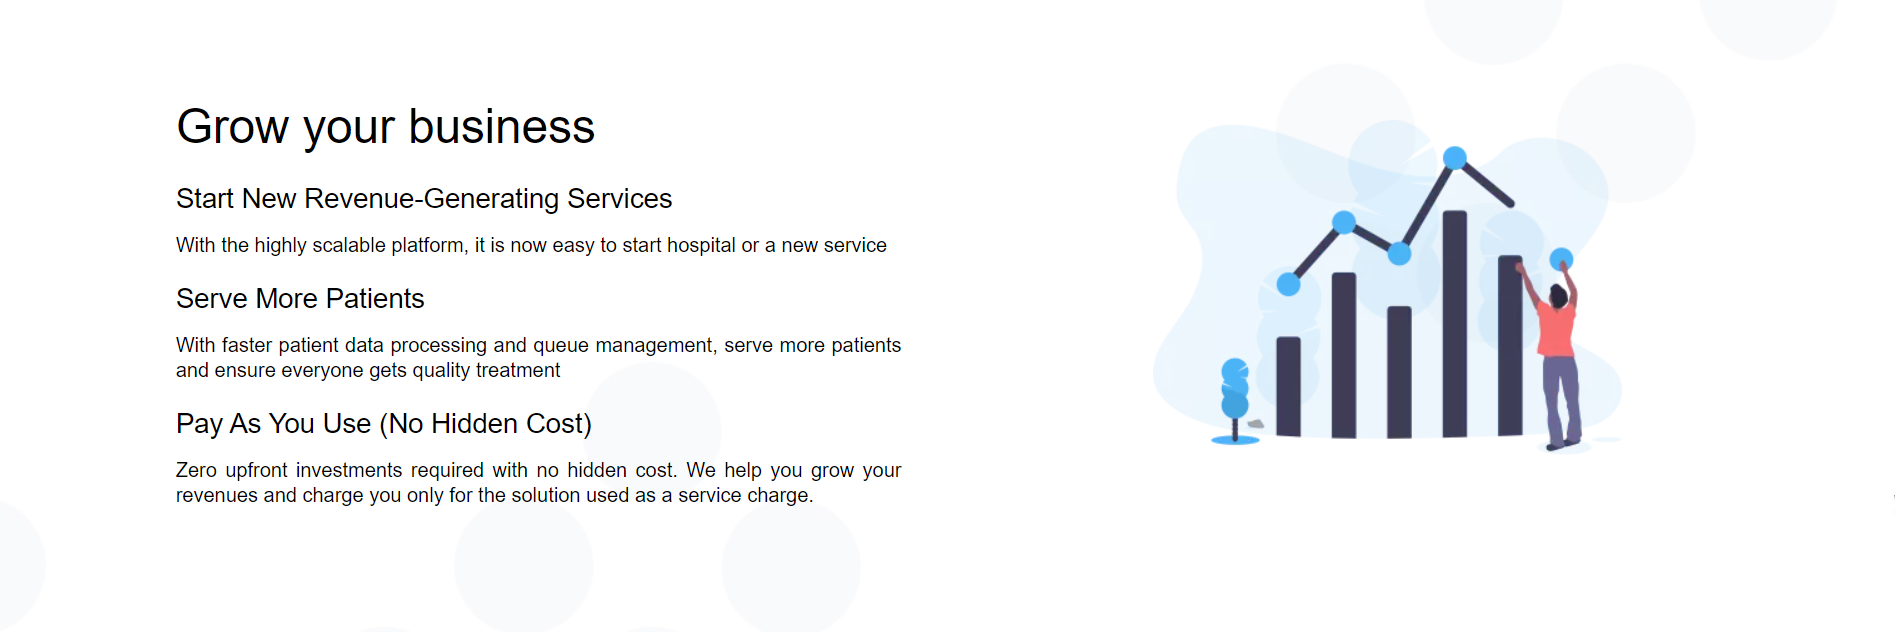 Grow your business
Start New Revenue-Generating Services
With the highly scalable platform, it is now easy to start hospital or a new service
Serve More Patients
With faster patient data processing and queue management, serve more patients
and ensure everyone gets quality treatment
Pay As You Use (No Hidden Cost)
Zero upfront investments required with no hidden cost. We help you grow your
revenues and charge you only for the solution used as a service charge.